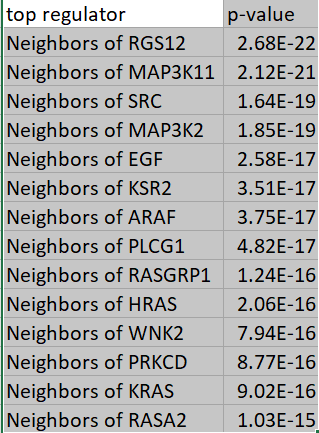 top regulator p-value
Neighbors of RGS12 2.68E-22
Neighbors of MAP3K11 2.12E-21
Neighbors of SRC 1.64E-19
Neighbors of MAP3K2 1.85E-19
Neighbors of EGF 2.58E-17
Neighbors of KSR2 3.51E-17
Neighbors of ARAF 3.75E-17
Neighbors of PLCG1 4.82E-17
Neighbors of RASGRP1 1.24E-16
Neighbors of HRAS 2.06E-16
Neighbors of WNK2 7.94E-16
Neighbors of PRKCD 8.77E-16
Neighbors of KRAS 9.02E-16
Neighbors of RASA2 1.03E-15